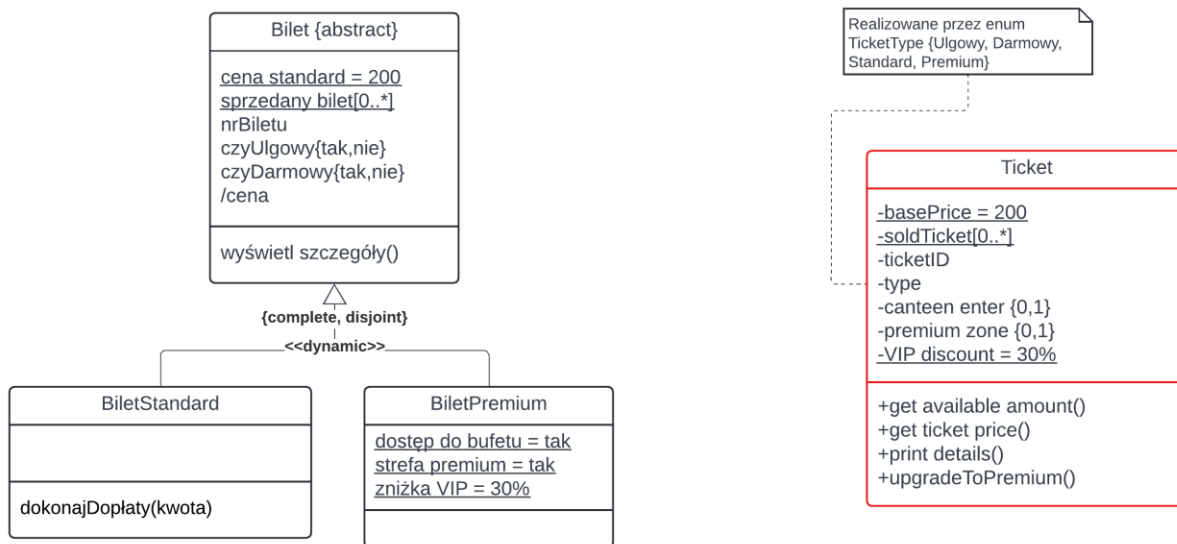 Bilet {abstract}
cena standard = 200
sprzedany bilet[0..*]
nrBiletu
czyUlgowy{tak,nie}
czyDarmowy{tak,nie}
/cena
wyświetl szczegóły()
{complete, disjoint}
<<dynamic>>
BiletStandard
dokonajDopłaty(kwota)
BiletPremium
dostęp do bufetu = tak
strefa premium = tak
zniżka VIP = 30%
Realizowane przez enum
TicketType {Ulgowy, Darmowy,
Standard, Premium}
Ticket
-basePrice = 200
-soldTicket[0..*]
-ticketID
-type
-canteen enter {0,1}
-premium zone {0,1}
-VIP discount = 30%
+get available amount()
+get ticket price()
+print details()
+upgradeToPremium()